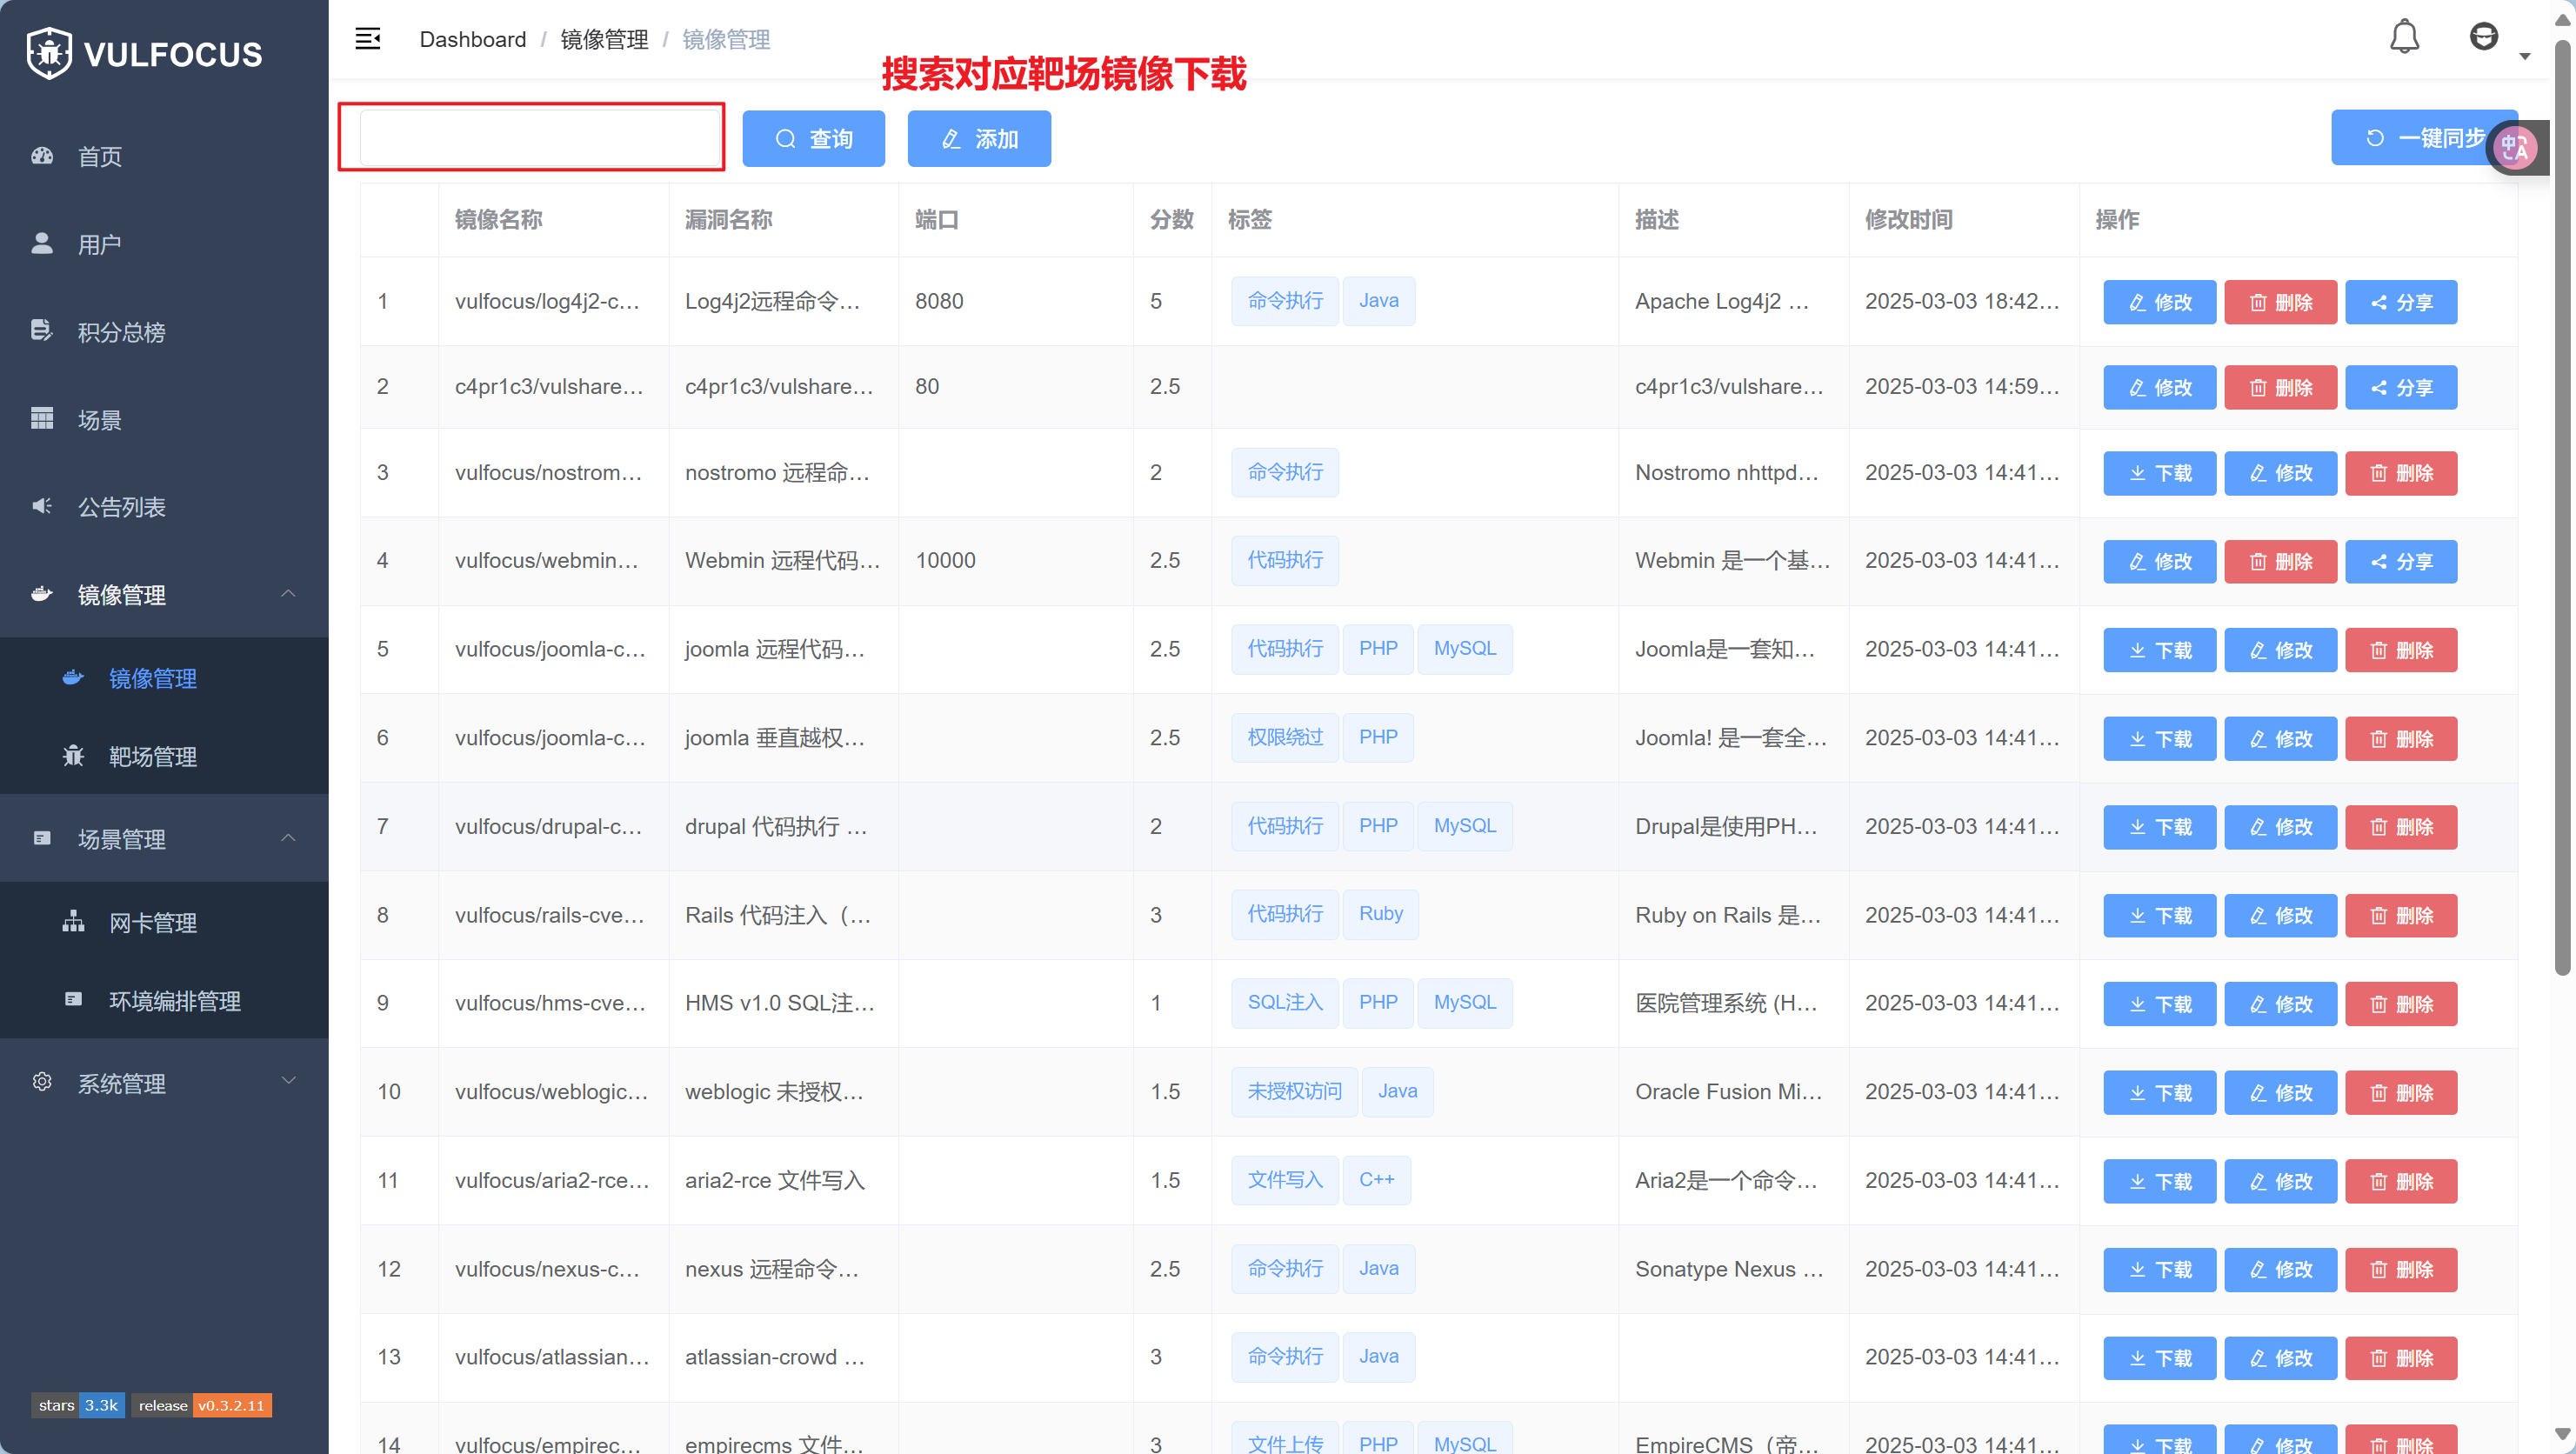 VULFOCUS
首页
用户
积分总榜
场景
公告列表
镜像管理
镜像管理
靶场管理
场景管理
网卡管理
环境编排管理
系统管理
stars 3.3k release v0.3.2.11
Dashboard / 镜像管理 / 镜像管理
搜索对应靶场镜像下载
查询 添加 一键同步
中A
镜像名称 漏洞名称 端口 分数 标签 描述 修改时间 操作
1 vulfocus/log4j2-c... Log4j2远程命令... 8080 5 命令执行 Java Apache Log4j2 ... 2025-03-03 18:42... 修改 删除 分享
2 c4pr1c3/vulshare... c4pr1c3/vulshare... 80 2.5 c4pr1c3/vulshare... 2025-03-03 14:59... 修改 删除 分享
3 vulfocus/nostrom... nostromo 远程命... 2 命令执行 Nostromo nhttpd... 2025-03-03 14:41... 下载 修改 删除
4 vulfocus/webmin... Webmin 远程代码... 10000 2.5 代码执行 Webmin 是一个基... 2025-03-03 14:41... 修改 删除 分享
5 vulfocus/joomla-c... joomla 远程代码... 2.5 代码执行 PHP MySQL Joomla是一套知... 2025-03-03 14:41... 下载 修改 删除
6 vulfocus/joomla-c... joomla 垂直越权... 2.5 权限绕过 PHP Joomla! 是一套全... 2025-03-03 14:41... 下载 修改 删除
7 vulfocus/drupal-c... drupal 代码执行 ... 2 代码执行 PHP MySQL Drupal是使用PH... 2025-03-03 14:41... 下载 修改 删除
8 vulfocus/rails-cve... Rails 代码注入（... 3 代码执行 Ruby Ruby on Rails 是... 2025-03-03 14:41... 下载 修改 删除
9 vulfocus/hms-cve... HMS v1.0 SQL注... 1 SQL注入 PHP MySQL 医院管理系统 (H... 2025-03-03 14:41... 下载 修改 删除
10 vulfocus/weblogic... weblogic 未授权... 1.5 未授权访问 Java Oracle Fusion Mi... 2025-03-03 14:41... 下载 修改 删除
11 vulfocus/aria2-rce... aria2-rce 文件写入 1.5 文件写入 C++ Aria2是一个命令... 2025-03-03 14:41... 下载 修改 删除
12 vulfocus/nexus-c... nexus 远程命令... 2.5 命令执行 Java Sonatype Nexus ... 2025-03-03 14:41... 下载 修改 删除
13 vulfocus/atlassian... atlassian-crowd ... 3 命令执行 Java 2025-03-03 14:41... 下载 修改 删除
14 vulfocus/empirec... empirecms 文件... 3 文件上传 PHP MySQL EmpireCMS（帝... 2025-03-03 14:41... 下载 修改 删除